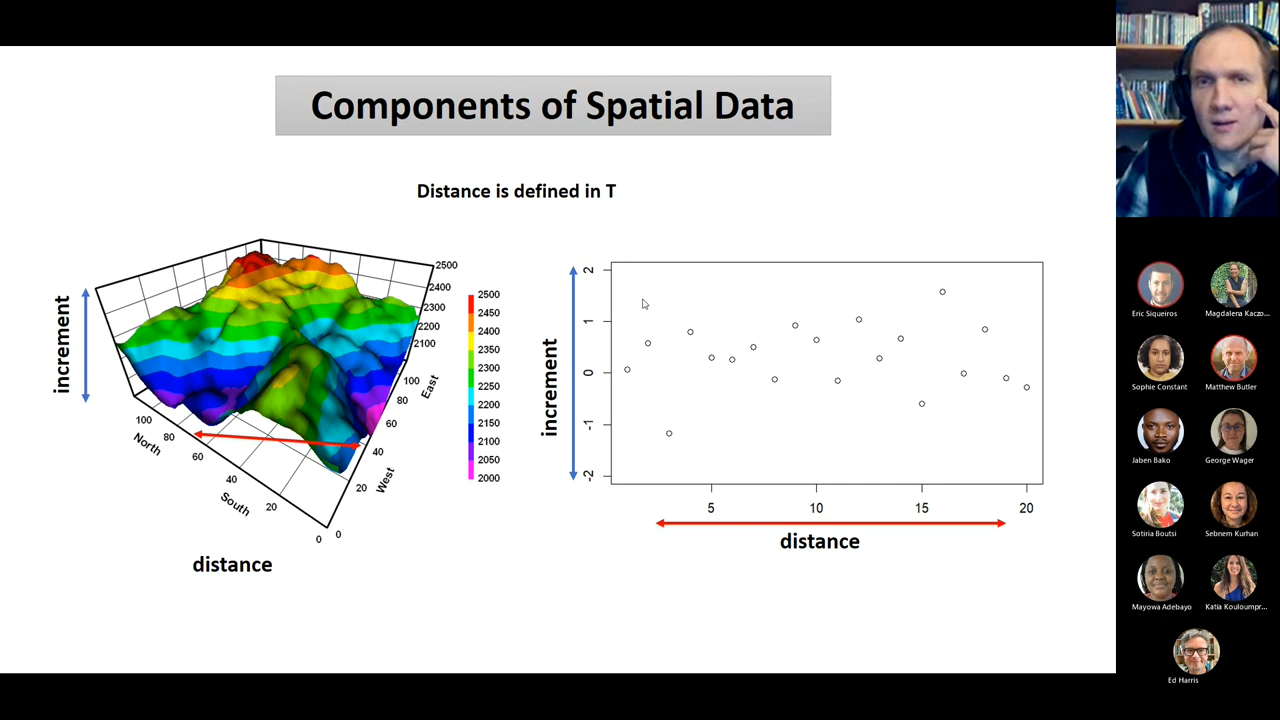 Components of Spatial Data
Distance is defined in T
increment
2500
2400
2300
2200
2100
100
80
60
40
20
0
East
West
100
80
60
40
20
0
North
South
distance
2500
2450
2400
2350
2300
2250
2200
2150
2100
2050
2000
increment
2
1
0
-1
-2
5
10
15
20
distance
Eric Siqueiros
Magdalena Kaczo...
Sophie Constant
Matthew Butler
Jaben Bako
George Wager
Sotiria Boutsi
Sebnem Kurhan
Mayowa Adebayo
Katia Kouloumpr...
Ed Harris